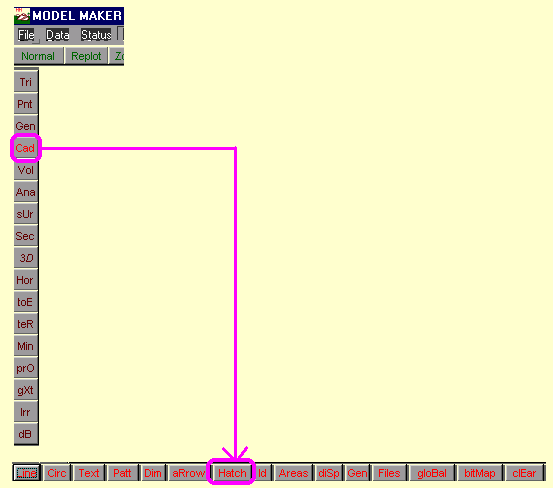 MODEL MAKER
File Data Status
Normal Replot Zo
Tri
Pnt
Gen
Cad
Vol
Ana
sUr
Sec
3D
Hor
toE
teR
Min
prO
gXt
Irr
dB
Line Circ Text Patt Dim aRrow Hatch Id Areas diSp Gen Files gloBal bitMap clEar